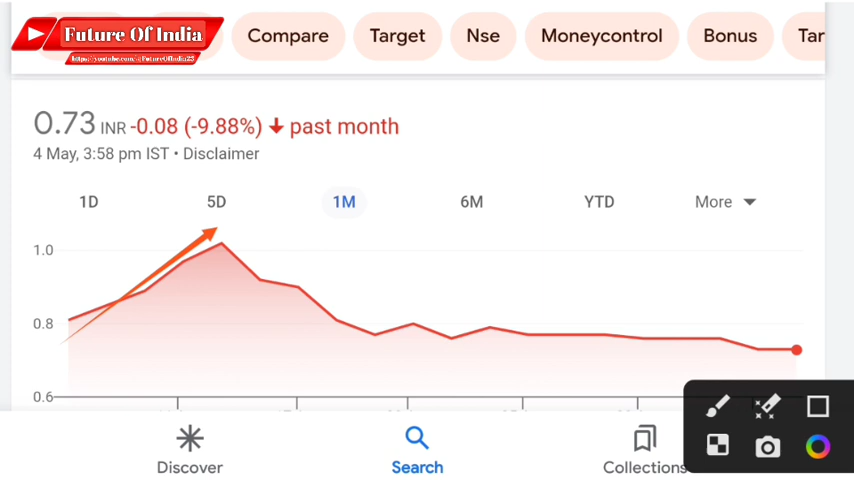 Future Of India
Compare
Target
Nse
Moneycontrol
Bonus
Tar
0.73 INR -0.08 (-9.88%) ↓ past month
4 May, 3:58 pm IST • Disclaimer
1D
5D
1M
6M
YTD
More
1.0
0.8
0.6
Discover
Search
Collections